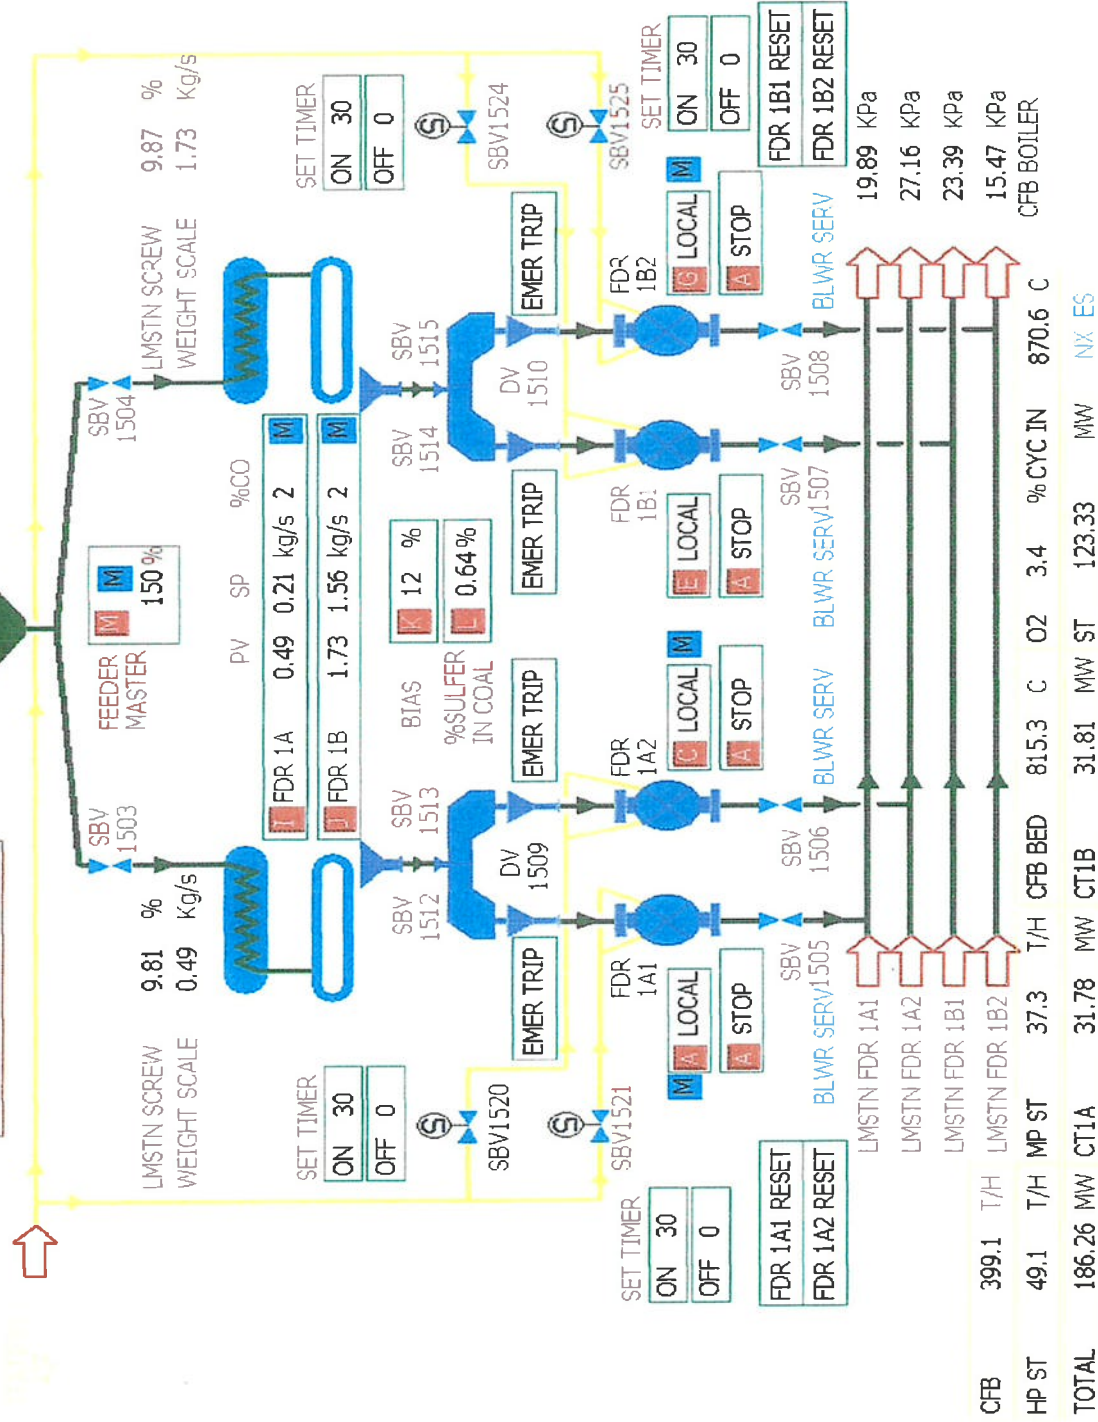 LMSTN SCREW
WEIGHT SCALE
9.81 %
0.49 Kg/s
SBV
1503
FEEDER
MASTER
M M
150 %
SBV
1504
LMSTN SCREW
WEIGHT SCALE
9.87 %
1.73 Kg/s
PV SP %CO
I FDR 1A 0.49 0.21 kg/s 2 M
J FDR 1B 1.73 1.56 kg/s 2 M
SET TIMER
ON 30
OFF 0
SET TIMER
ON 30
OFF 0
BIAS K 12 %
%SULFER
IN COAL
L 0.64 %
SBV
1512
SBV
1513
SBV
1514
SBV
1515
S
SBV1520
S
SBV1524
EMER TRIP
DV
1509
EMER TRIP
EMER TRIP
DV
1510
EMER TRIP
S
SBV1521
S
SBV1525
FDR
1A1
FDR
1A2
FDR
1B1
FDR
1B2
SET TIMER
ON 30
OFF 0
SET TIMER
ON 30
OFF 0
M A LOCAL
A STOP
C LOCAL M
A STOP
E LOCAL
A STOP
G LOCAL M
A STOP
FDR 1A1 RESET
FDR 1A2 RESET
FDR 1B1 RESET
FDR 1B2 RESET
SBV
1505
SBV
1506
SBV
1507
SBV
1508
BLWR SERV
BLWR SERV
BLWR SERV
BLWR SERV
LMSTN FDR 1A1 19.89 KPa
LMSTN FDR 1A2 27.16 KPa
LMSTN FDR 1B1 23.39 KPa
LMSTN FDR 1B2 15.47 KPa
CFB BOILER
CFB 399.1 T/H
HP ST 49.1 T/H MP ST 37.3 T/H CFB BED 815.3 C O2 3.4 % CYC IN 870.6 C
TOTAL 186.26 MW CT1A 31.78 MW CT1B 31.81 MW ST 123.33 MW NX ES